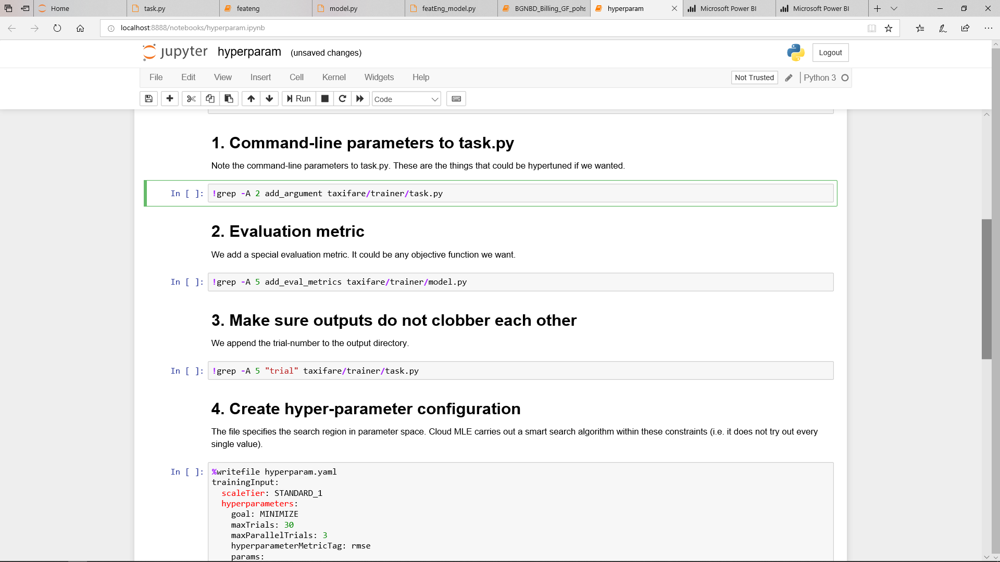 Home
task.py
feateng
model.py
featEng_model.py
BGNBD_Billing_GF_pohs
hyperparam
Microsoft Power BI
Microsoft Power BI
localhost:8888/notebooks/hyperparam.ipynb
jupyter hyperparam (unsaved changes)
Logout
File Edit View Insert Cell Kernel Widgets Help
Not Trusted
Python 3
Run
Code
1. Command-line parameters to task.py
Note the command-line parameters to task.py. These are the things that could be hypertuned if we wanted.
In [ ]: !grep -A 2 add_argument taxifare/trainer/task.py
2. Evaluation metric
We add a special evaluation metric. It could be any objective function we want.
In [ ]: !grep -A 5 add_eval_metrics taxifare/trainer/model.py
3. Make sure outputs do not clobber each other
We append the trial-number to the output directory.
In [ ]: !grep -A 5 "trial" taxifare/trainer/task.py
4. Create hyper-parameter configuration
The file specifies the search region in parameter space. Cloud MLE carries out a smart search algorithm within these constraints (i.e. it does not try out every
single value).
In [ ]: %writefile hyperparam.yaml
trainingInput:
scaleTier: STANDARD_1
hyperparameters:
goal: MINIMIZE
maxTrials: 30
maxParallelTrials: 3
hyperparameterMetricTag: rmse
params: